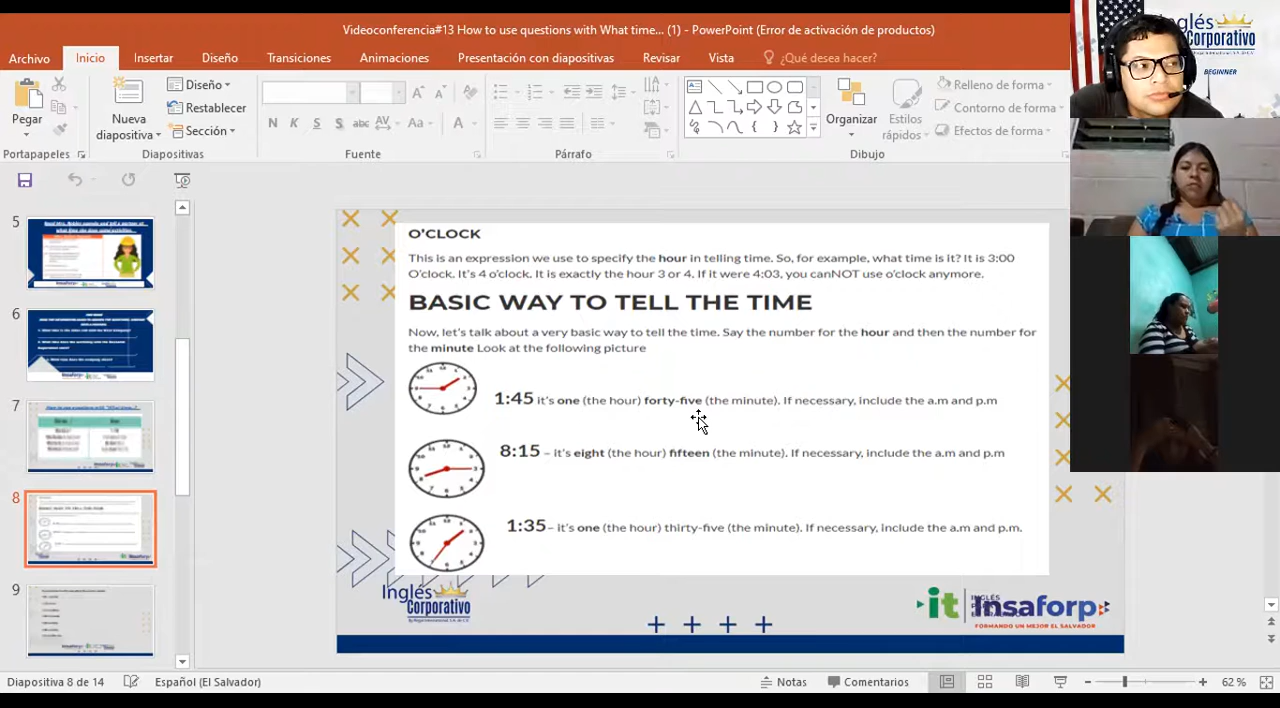 Videoconferencia#13 How to use questions with What time... (1) - PowerPoint (Error de activación de productos)
Archivo Inicio Insertar Diseño Transiciones Animaciones Presentación con diapositivas Revisar Vista ¿Qué desea hacer?
Pegar
Nueva diapositiva
Diseño
Restablecer
Sección
N K S S abc AV Aa A
Organizar
Estilos rápidos
Relleno de forma
Contorno de forma
Efectos de forma
Portapapeles Diapositivas Fuente Párrafo Dibujo
Inglés
Corporativo
BEGINNER
5
6
7
8
9
O'CLOCK
This is an expression we use to specify the hour in telling time. So, for example, what time is it? It is 3:00
O'clock. It's 4 o'clock. It is exactly the hour 3 or 4. If it were 4:03, you canNOT use o'clock anymore.
BASIC WAY TO TELL THE TIME
Now, let's talk about a very basic way to tell the time. Say the number for the hour and then the number for
the minute Look at the following picture
1:45 it's one (the hour) forty-five (the minute). If necessary, include the a.m and p.m
8:15 – it's eight (the hour) fifteen (the minute). If necessary, include the a.m and p.m
1:35 – it's one (the hour) thirty-five (the minute). If necessary, include the a.m and p.m.
Inglés
Corporativo
it
Insaforp
FORMANDO UN MEJOR EL SALVADOR
Diapositiva 8 de 14 Español (El Salvador) Notas Comentarios 62 %